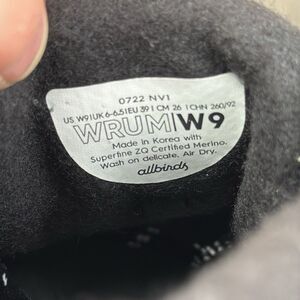 0722 NV1
US W9|UK 6-6.5|EU 39|CM 26|CHN 260/92
WRUM|W9
Made in Korea with
Superfine ZQ Certified Merino.
Wash on delicate. Air Dry.
allbirds